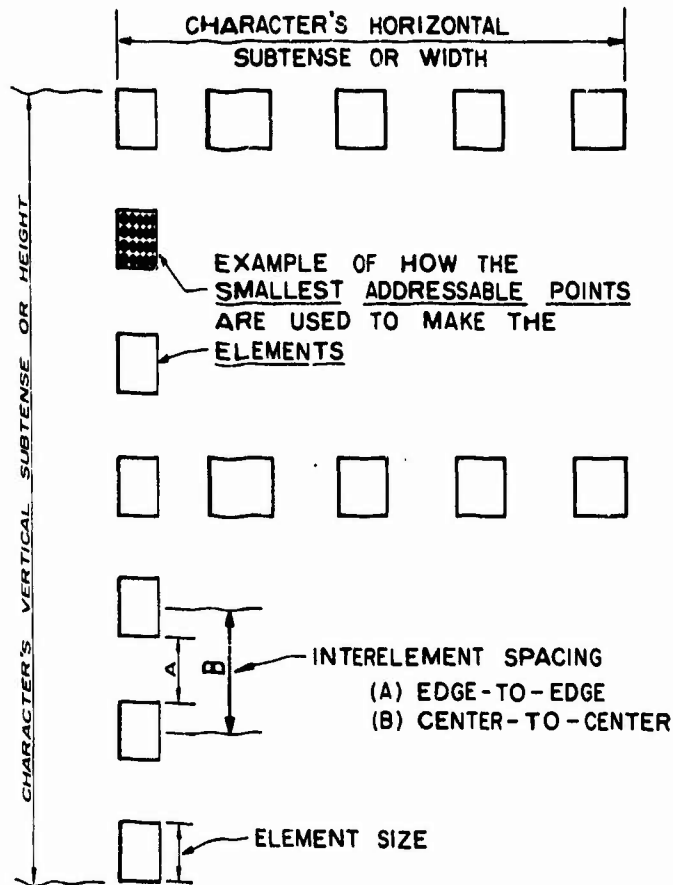 CHARACTER'S HORIZONTAL
SUBTENSE OR WIDTH
CHARACTER'S VERTICAL SUBTENSE OR HEIGHT
EXAMPLE OF HOW THE
SMALLEST ADDRESSABLE POINTS
ARE USED TO MAKE THE
ELEMENTS
A
B
INTERELEMENT SPACING
(A) EDGE-TO-EDGE
(B) CENTER-TO-CENTER
ELEMENT SIZE